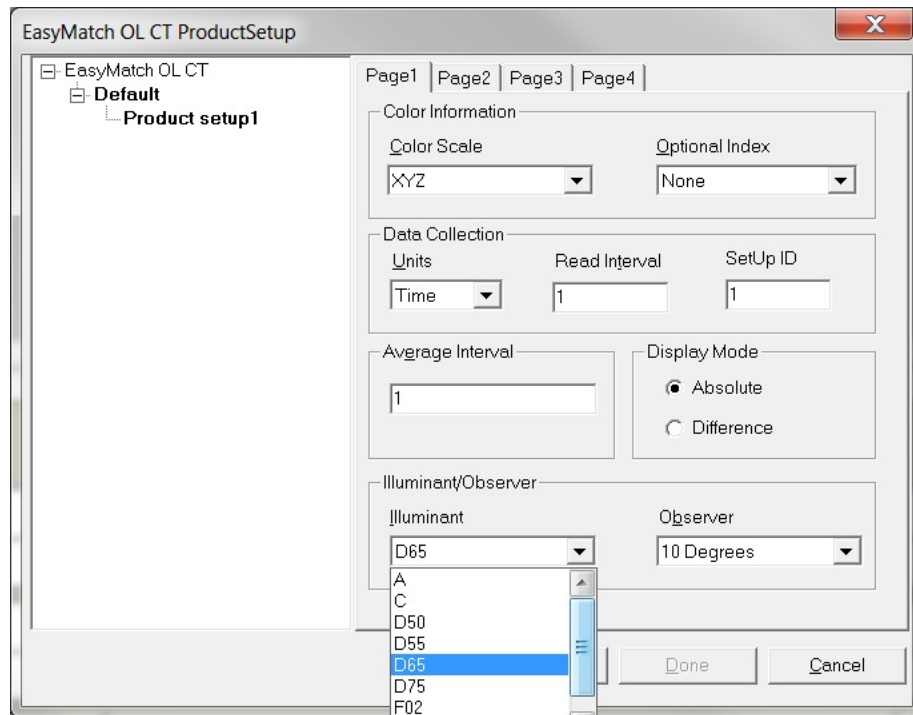 EasyMatch OL CT ProductSetup
EasyMatch OL CT
Default
Product setup1
Page1 Page2 Page3 Page4
Color Information
Color Scale Optional Index
XYZ None
Data Collection
Units Read Interval SetUp ID
Time 1 1
Average Interval Display Mode
1 Absolute
Difference
Illuminant/Observer
Illuminant Observer
D65 10 Degrees
A
C
D50
D55
D65
D75
F02
Done Cancel